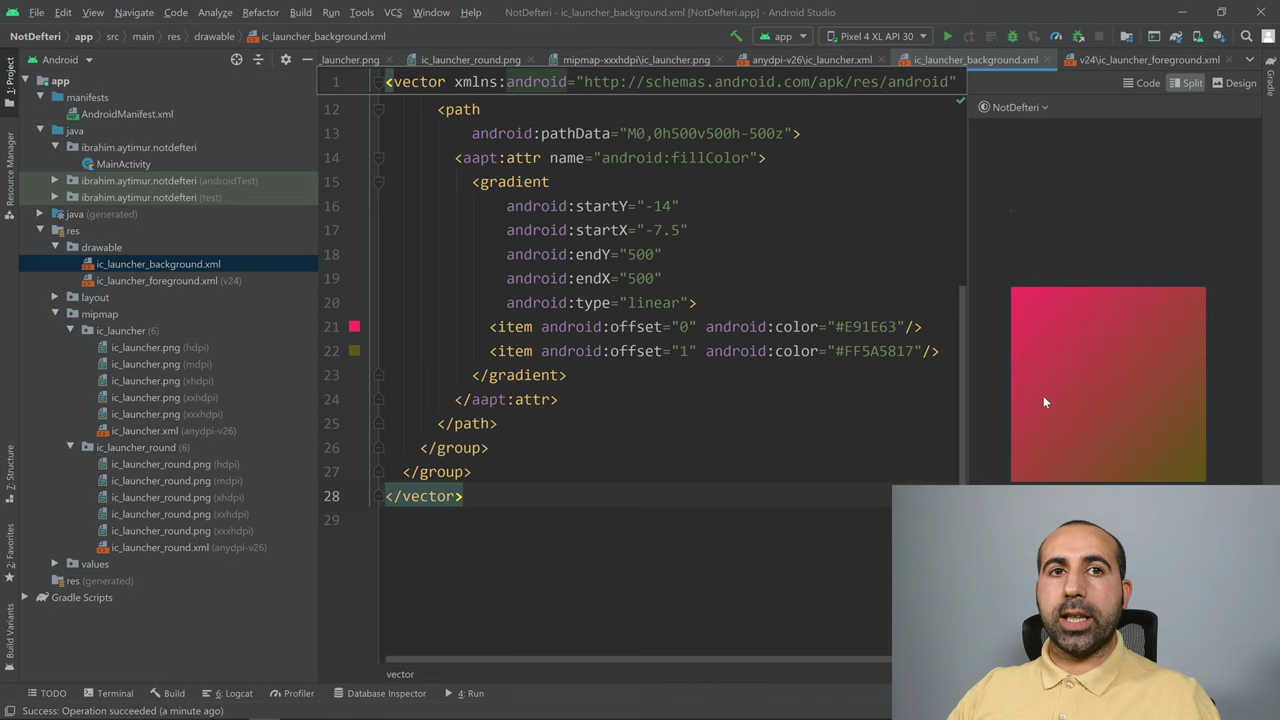 File Edit View Navigate Code Analyze Refactor Build Run Tools VCS Window Help NotDefteri - ic_launcher_background.xml [NotDefteri.app] - Android Studio
NotDefteri app src main res drawable ic_launcher_background.xml app Pixel 4 XL API 30
Android _launcher.png ic_launcher_round.png mipmap-xxxhdpi\ic_launcher.png anydpi-v26\ic_launcher.xml ic_launcher_background.xml v24\ic_launcher_foreground.xml
Code Split Design
NotDefteri
1: Project
Resource Manager
Z: Structure
2: Favorites
Build Variants
Gradle
app
manifests
AndroidManifest.xml
java
ibrahim.aytimur.notdefteri
MainActivity
ibrahim.aytimur.notdefteri (androidTest)
ibrahim.aytimur.notdefteri (test)
java (generated)
res
drawable
ic_launcher_background.xml
ic_launcher_foreground.xml (v24)
layout
mipmap
ic_launcher (6)
ic_launcher.png (hdpi)
ic_launcher.png (mdpi)
ic_launcher.png (xhdpi)
ic_launcher.png (xxhdpi)
ic_launcher.png (xxxhdpi)
ic_launcher.xml (anydpi-v26)
ic_launcher_round (6)
ic_launcher_round.png (hdpi)
ic_launcher_round.png (mdpi)
ic_launcher_round.png (xhdpi)
ic_launcher_round.png (xxhdpi)
ic_launcher_round.png (xxxhdpi)
ic_launcher_round.xml (anydpi-v26)
values
res (generated)
Gradle Scripts
1 <vector xmlns:android="http://schemas.android.com/apk/res/android"
12 <path
13 android:pathData="M0,0h500v500h-500z">
14 <aapt:attr name="android:fillColor">
15 <gradient
16 android:startY="-14"
17 android:startX="-7.5"
18 android:endY="500"
19 android:endX="500"
20 android:type="linear">
21 <item android:offset="0" android:color="#E91E63"/>
22 <item android:offset="1" android:color="#FF5A5817"/>
23 </gradient>
24 </aapt:attr>
25 </path>
26 </group>
27 </group>
28 </vector>
29
vector
TODO Terminal Build 6: Logcat Profiler Database Inspector 4: Run
Success: Operation succeeded (a minute ago)